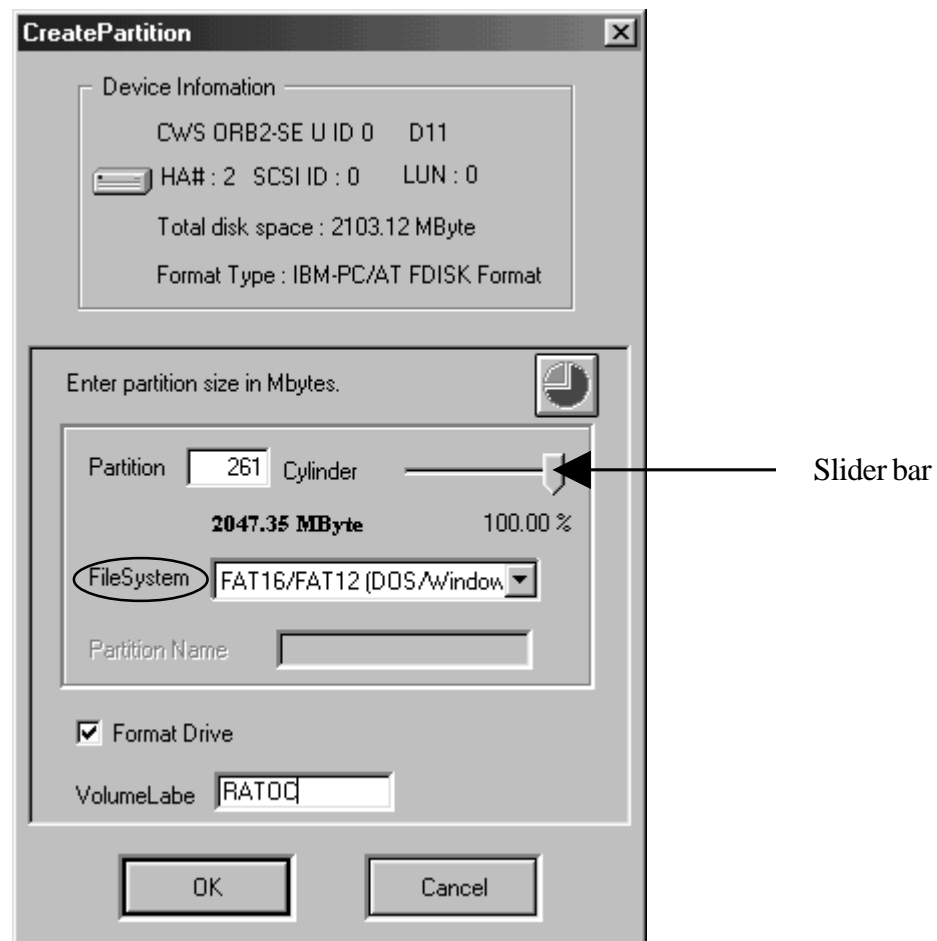 CreatePartition
Device Infomation
CWS ORB2-SE U ID 0 D11
HA# : 2 SCSI ID : 0 LUN : 0
Total disk space : 2103.12 MByte
Format Type : IBM-PC/AT FDISK Format
Enter partition size in Mbytes.
Partition 261 Cylinder
Slider bar
2047.35 MByte 100.00 %
FileSystem FAT16/FAT12 (DOS/Window
Partition Name
Format Drive
VolumeLabe RATOC
OK Cancel